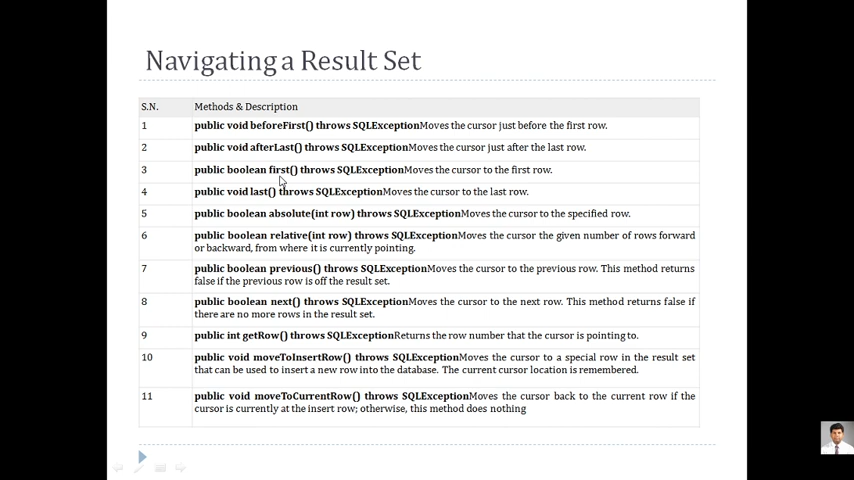 Navigating a Result Set
S.N. Methods & Description
1 public void beforeFirst() throws SQLExceptionMoves the cursor just before the first row.
2 public void afterLast() throws SQLExceptionMoves the cursor just after the last row.
3 public boolean first() throws SQLExceptionMoves the cursor to the first row.
4 public void last() throws SQLExceptionMoves the cursor to the last row.
5 public boolean absolute(int row) throws SQLExceptionMoves the cursor to the specified row.
6 public boolean relative(int row) throws SQLExceptionMoves the cursor the given number of rows forward
or backward, from where it is currently pointing.
7 public boolean previous() throws SQLExceptionMoves the cursor to the previous row. This method returns
false if the previous row is off the result set.
8 public boolean next() throws SQLExceptionMoves the cursor to the next row. This method returns false if
there are no more rows in the result set.
9 public int getRow() throws SQLExceptionReturns the row number that the cursor is pointing to.
10 public void moveToInsertRow() throws SQLExceptionMoves the cursor to a special row in the result set
that can be used to insert a new row into the database. The current cursor location is remembered.
11 public void moveToCurrentRow() throws SQLExceptionMoves the cursor back to the current row if the
cursor is currently at the insert row; otherwise, this method does nothing